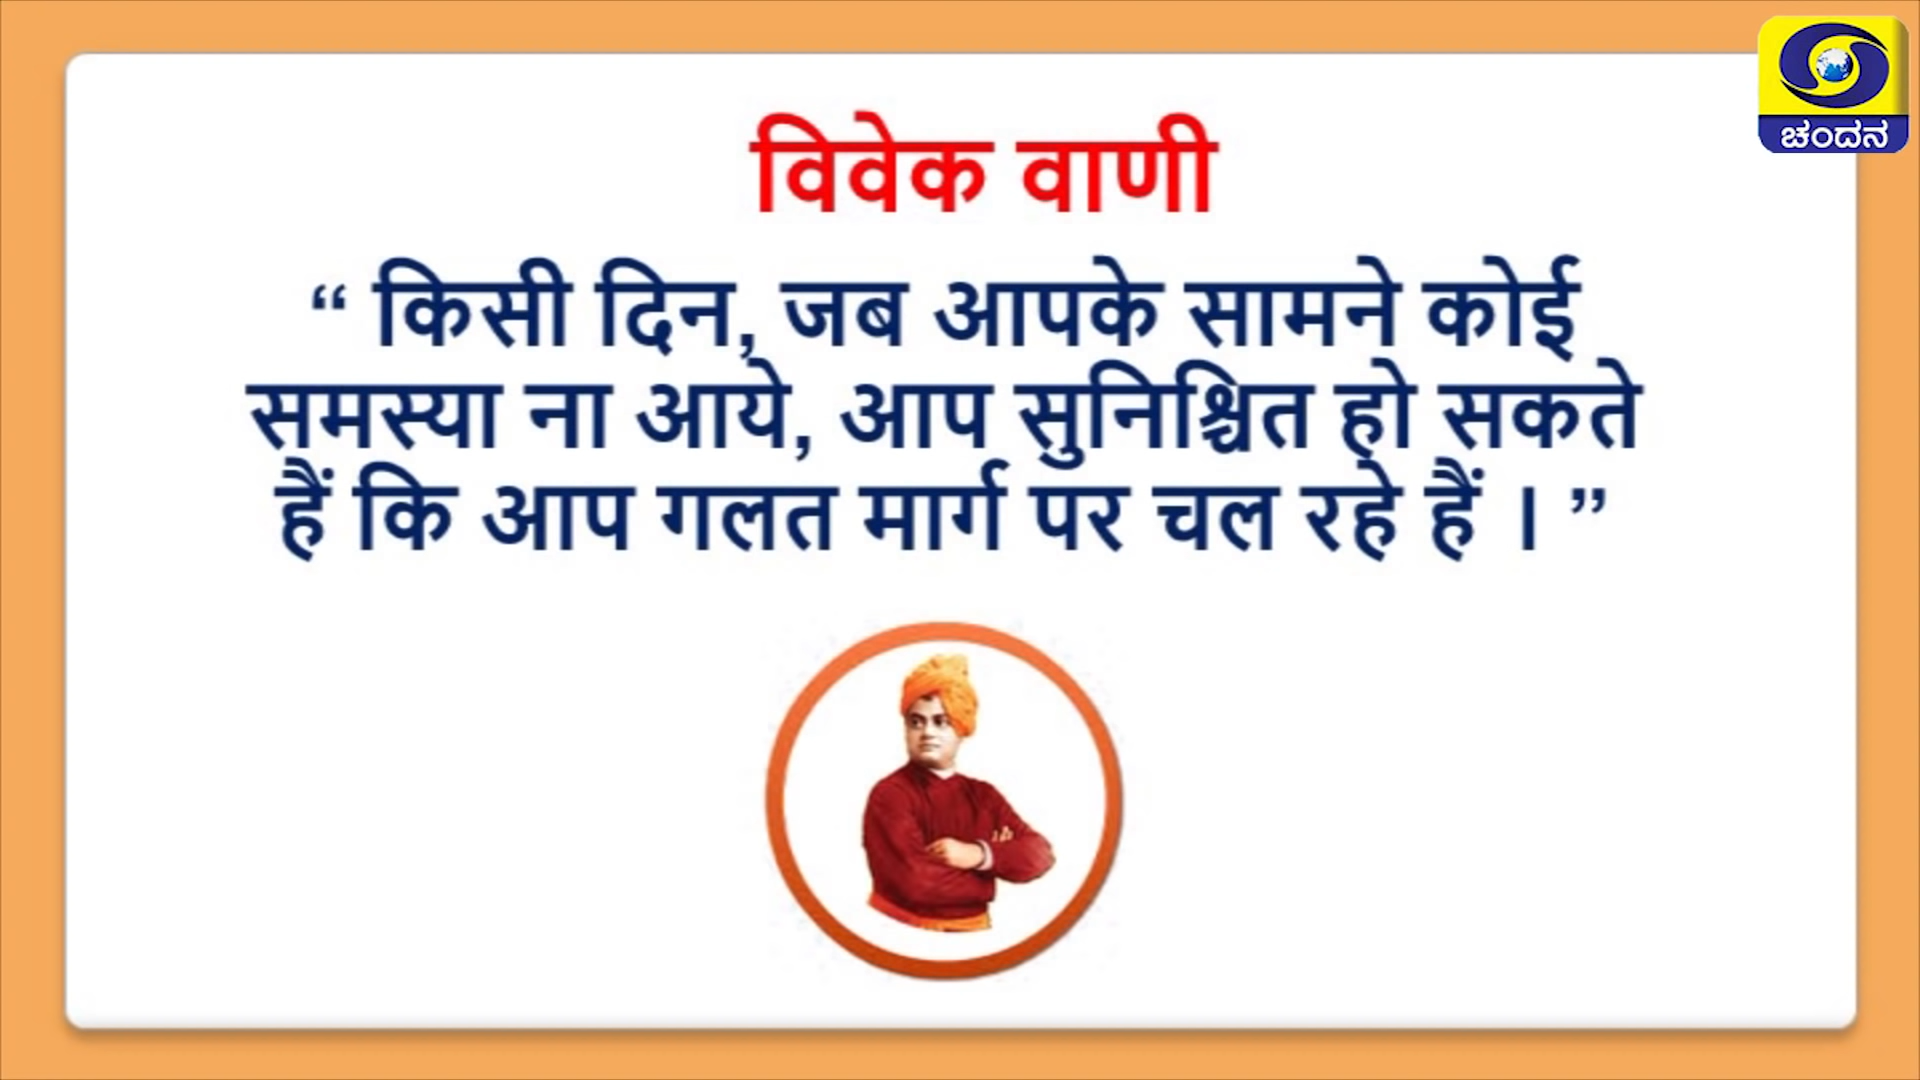 ಚಂದನ
विवेक वाणी
“ किसी दिन, जब आपके सामने कोई
समस्या ना आये, आप सुनिश्चित हो सकते
हैं कि आप गलत मार्ग पर चल रहे हैं । ”